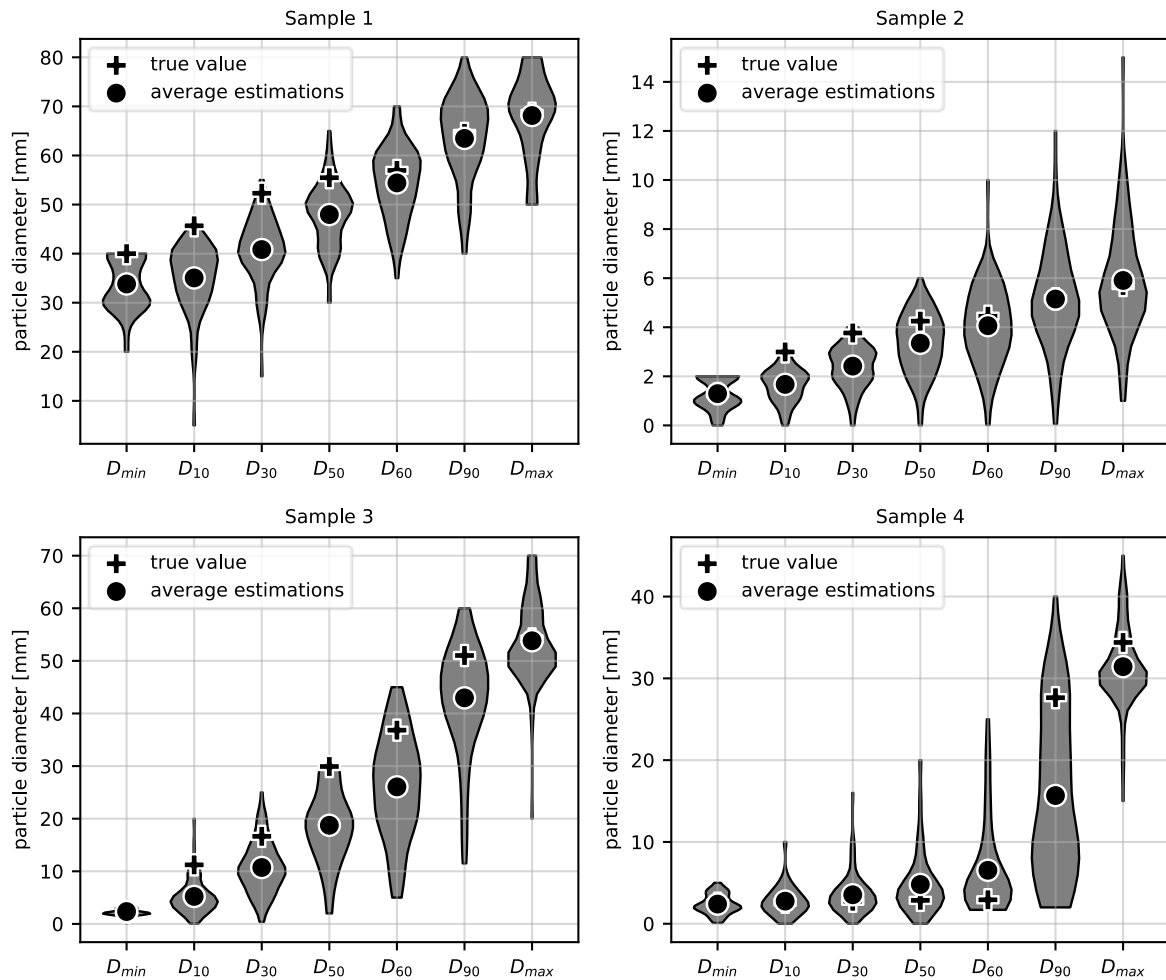 Sample 1
true value
average estimations
particle diameter [mm]
80
70
60
50
40
30
20
10
D_min D_10 D_30 D_50 D_60 D_90 D_max
Sample 2
true value
average estimations
particle diameter [mm]
14
12
10
8
6
4
2
0
D_min D_10 D_30 D_50 D_60 D_90 D_max
Sample 3
true value
average estimations
particle diameter [mm]
70
60
50
40
30
20
10
0
D_min D_10 D_30 D_50 D_60 D_90 D_max
Sample 4
true value
average estimations
particle diameter [mm]
40
30
20
10
0
D_min D_10 D_30 D_50 D_60 D_90 D_max